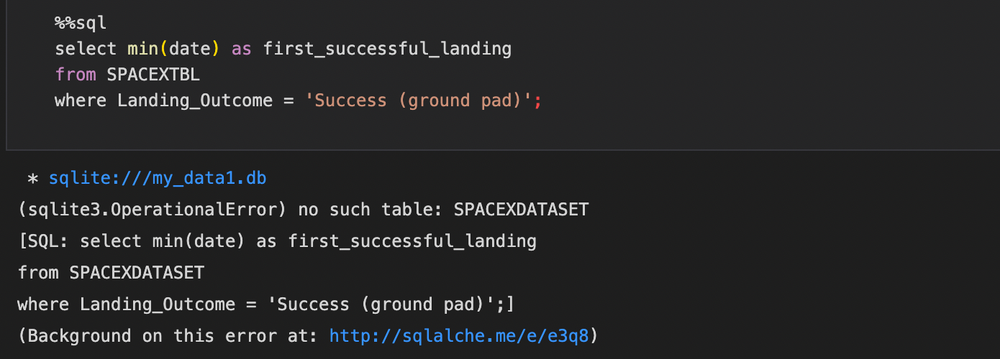 %%sql
select min(date) as first_successful_landing
from SPACEXTBL
where Landing_Outcome = 'Success (ground pad)';
* sqlite:///my_data1.db
(sqlite3.OperationalError) no such table: SPACEXDATASET
[SQL: select min(date) as first_successful_landing
from SPACEXDATASET
where Landing_Outcome = 'Success (ground pad)';]
(Background on this error at: http://sqlalche.me/e/e3q8)